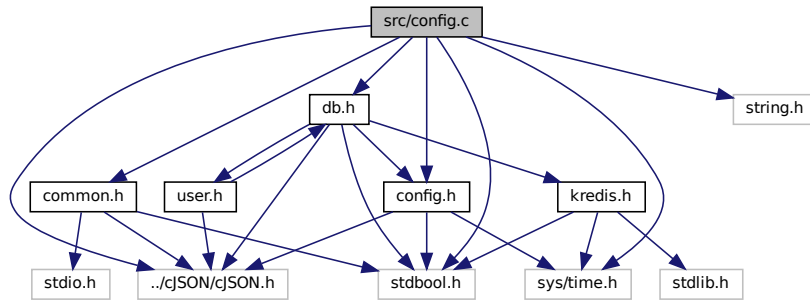 src/config.c
db.h
string.h
common.h
user.h
config.h
kredis.h
stdio.h
../cJSON/cJSON.h
stdbool.h
sys/time.h
stdlib.h